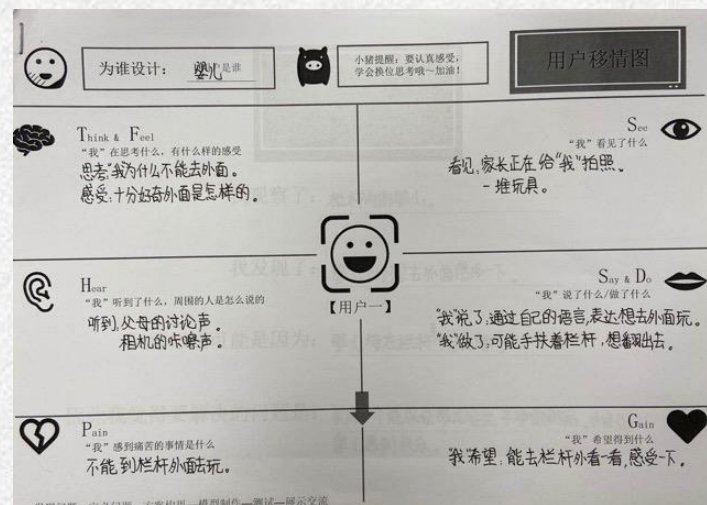 为谁设计：婴儿
小猪提醒：要认真感受，
学会换位思考哦～加油！
用户移情图
Think & Feel
“我”在思考什么，有什么样的感受
思考:“我”为什么不能去外面。
感受:十分好奇外面是怎样的。
See
“我”看见了什么
看见:家长正在给“我”拍照。
一堆玩具。
Hear
“我”听到了什么，周围的人是怎么说的
听到:父母的讨论声。
相机的咔嚓声。
【用户一】
Say & Do
“我”说了什么/做了什么
“我”说了:通过自己的语言,表达想去外面玩。
“我”做了:可能手扶着栏杆,想翻出去。
Pain
“我”感到痛苦的事情是什么
不能到栏杆外面去玩。
Gain
“我”希望得到什么
我希望:能去栏杆外看一看,感受一下。